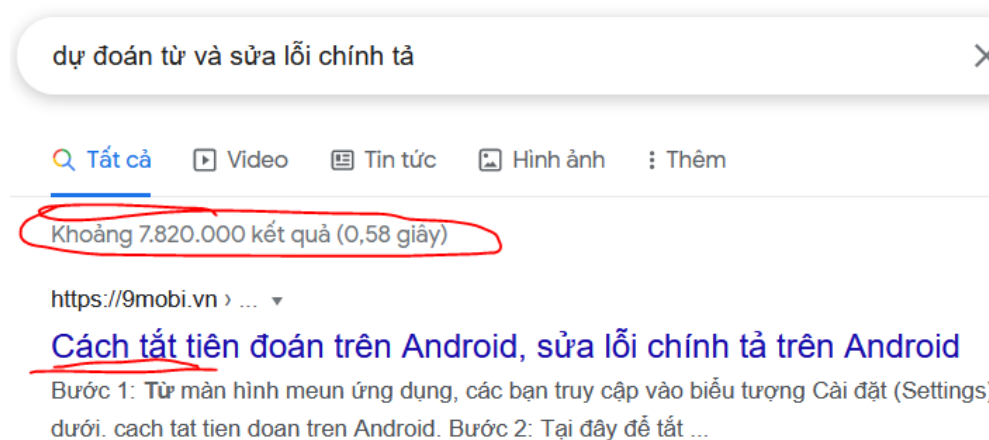 dự đoán từ và sửa lỗi chính tả
Tất cả Video Tin tức Hình ảnh Thêm
Khoảng 7.820.000 kết quả (0,58 giây)
https://9mobi.vn › ...
Cách tắt tiên đoán trên Android, sửa lỗi chính tả trên Android
Bước 1: Từ màn hình meun ứng dụng, các bạn truy cập vào biểu tượng Cài đặt (Settings)
dưới. cach tat tien doan tren Android. Bước 2: Tại đây để tắt ...